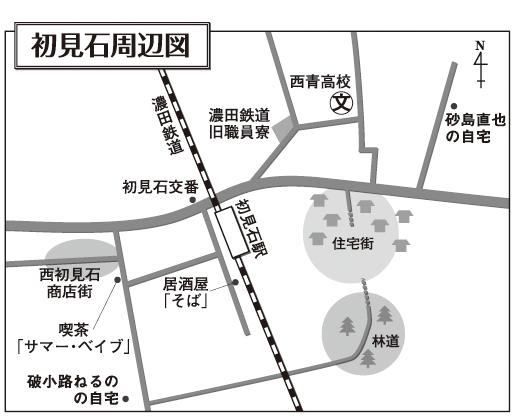 初見石周辺図
N
西青高校
文
濃田鉄道
濃田鉄道
旧職員寮
砂島直也
の自宅
初見石交番
初見石駅
住宅街
西初見石
商店街
居酒屋
「そば」
喫茶
「サマー・ベイブ」
林道
破小路ねるの
の自宅